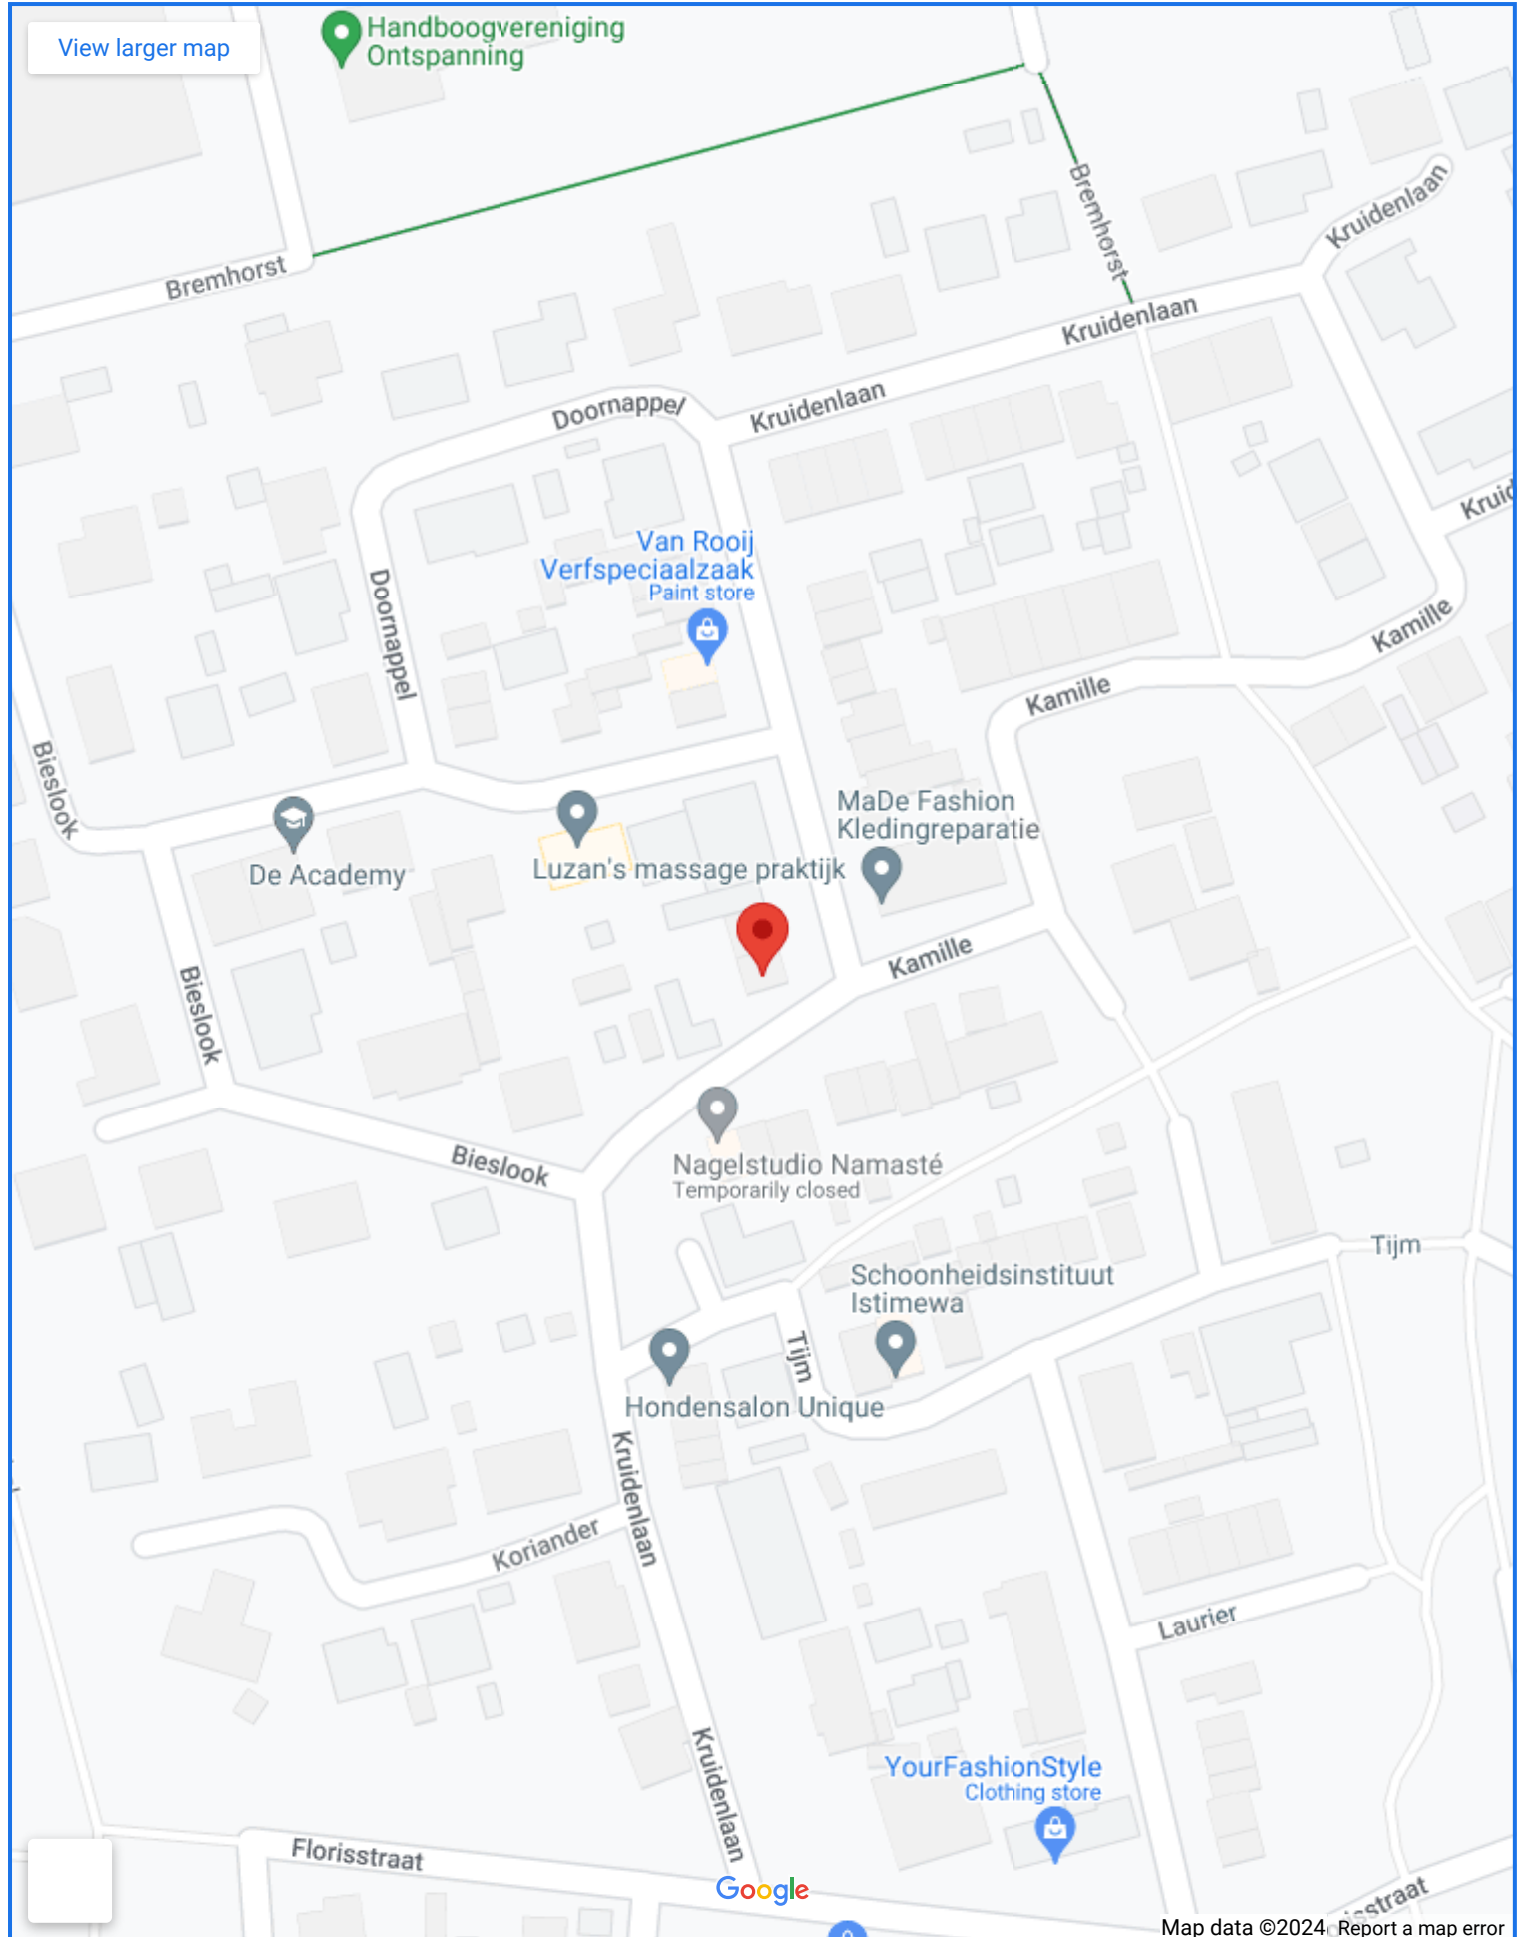 View larger map
Handboogvereniging
Ontspanning
Bremhorst
Kruidenlaan
Bremhorst
Kruidenlaan
Doornappel
Kruidenlaan
Kruid
Van Rooij
Verfspeciaalzaak
Paint store
Doornappel
Kamille
Kamille
Bieslook
MaDe Fashion
Kledingreparatie
De Academy
Luzan's massage praktijk
Kamille
Bieslook
Bieslook
Nagelstudio Namasté
Temporarily closed
Tijm
Schoonheidsinstituut
Istimewa
Tijm
Hondensalon Unique
Kruidenlaan
Koriander
Laurier
Kruidenlaan
YourFashionStyle
Clothing store
Florisstraat
Google
isstraat
Map data ©2024
Report a map error